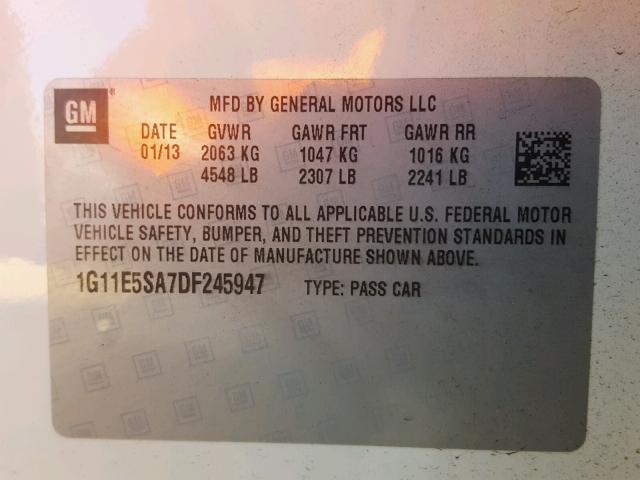 GM ® MFD BY GENERAL MOTORS LLC
DATE GVWR GAWR FRT GAWR RR
01/13 2063 KG 1047 KG 1016 KG
4548 LB 2307 LB 2241 LB
THIS VEHICLE CONFORMS TO ALL APPLICABLE U.S. FEDERAL MOTOR
VEHICLE SAFETY, BUMPER, AND THEFT PREVENTION STANDARDS IN
EFFECT ON THE DATE OF MANUFACTURE SHOWN ABOVE.
1G11E5SA7DF245947 TYPE: PASS CAR